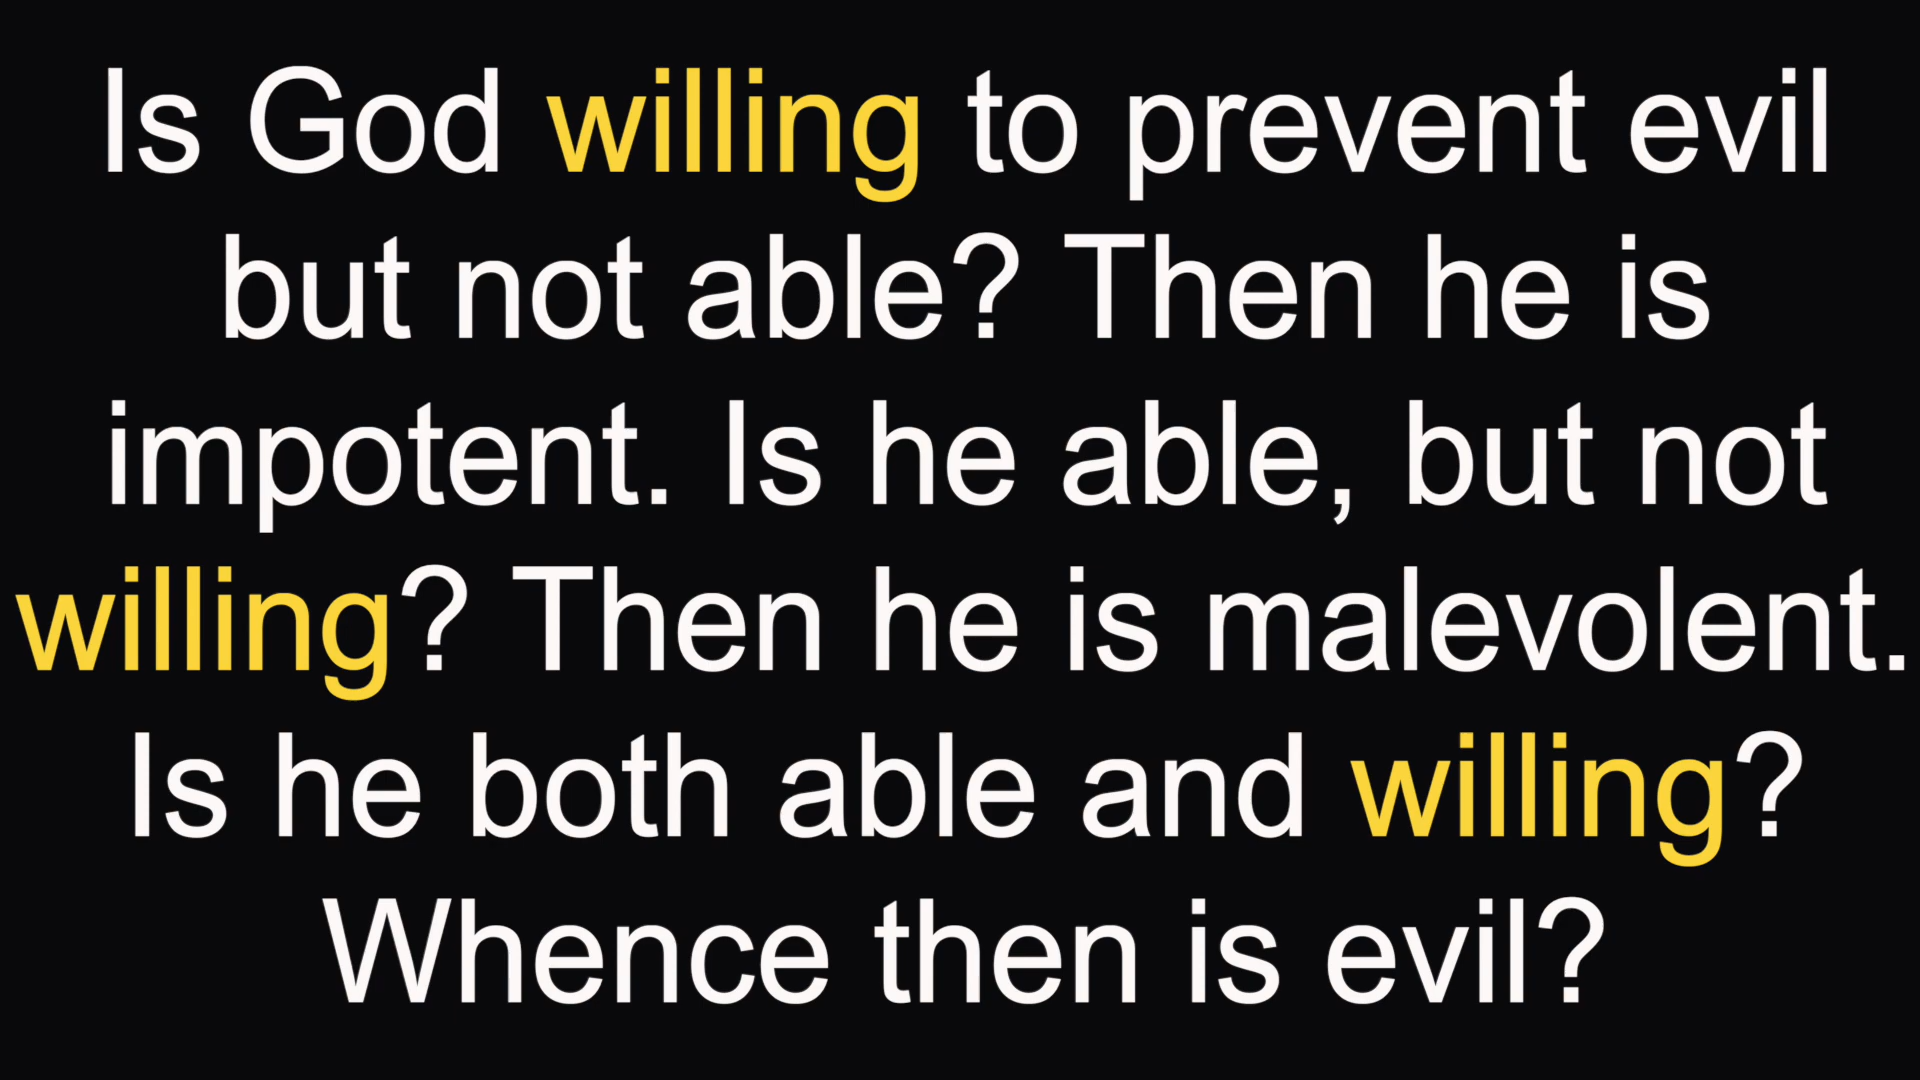 Is God willing to prevent evil
but not able? Then he is
impotent. Is he able, but not
willing? Then he is malevolent.
Is he both able and willing?
Whence then is evil?